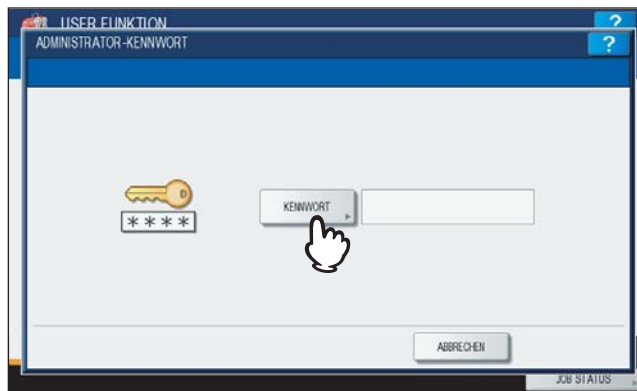 USER FUNKTION
?
ADMINISTRATOR-KENNWORT
?
****
KENNWORT
ABBRECHEN
JOB STATUS